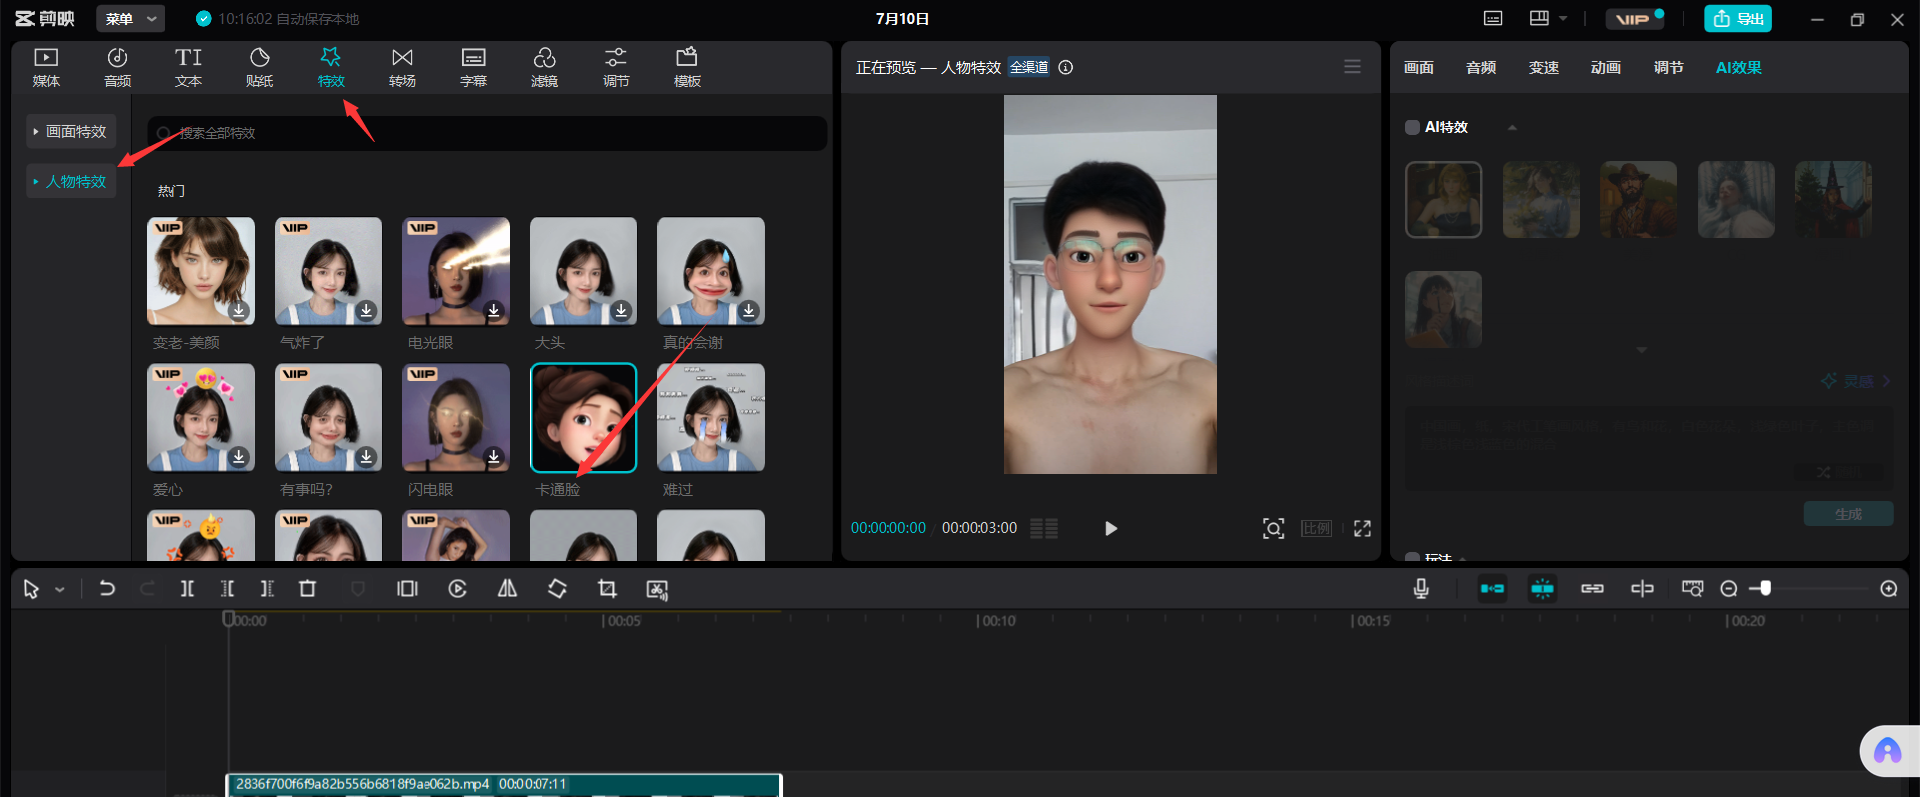 剪映
菜单
10:16:02 自动保存本地
7月10日
VIP
导出
媒体
音频
文本
贴纸
特效
转场
字幕
滤镜
调节
模板
画面特效
人物特效
搜索全部特效
热门
VIP
VIP
VIP
变老-美颜
气炸了
电光眼
大头
真的会谢
VIP
VIP
VIP
爱心
有事吗?
闪电眼
卡通脸
难过
VIP
VIP
VIP
正在预览 — 人物特效 全渠道
00:00:00:00 / 00:00:03:00
比例
画面
音频
变速
动画
调节
AI效果
AI特效
灵感
生成
玩法
00:00
00:05
00:10
00:15
00:20
2836f700f6f9a82b556b6818f9ae062b.mp4 00:00:07:11